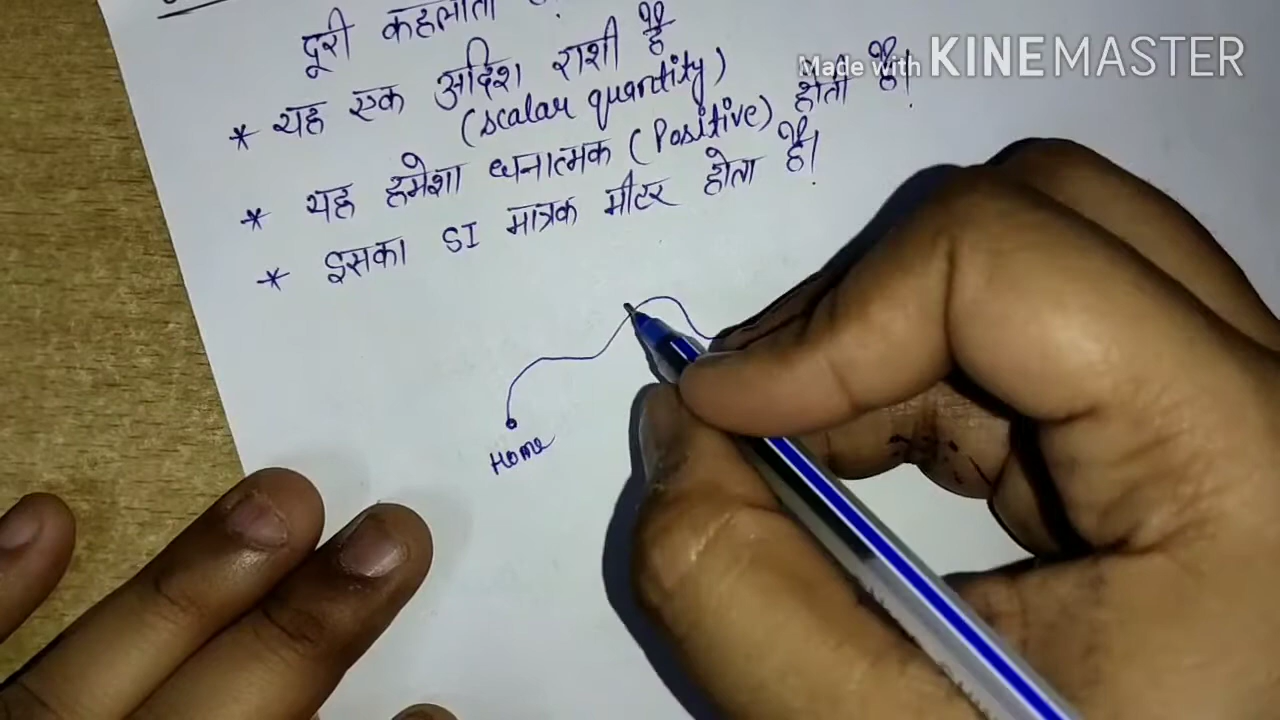 दूरी कहलाता
* यह एक अदिश राशी है
(scalar quantity)
* यह हमेशा धनात्मक (Positive) होता है।
* इसका SI मात्रक मीटर होता है।
Home
Made with KINEMASTER